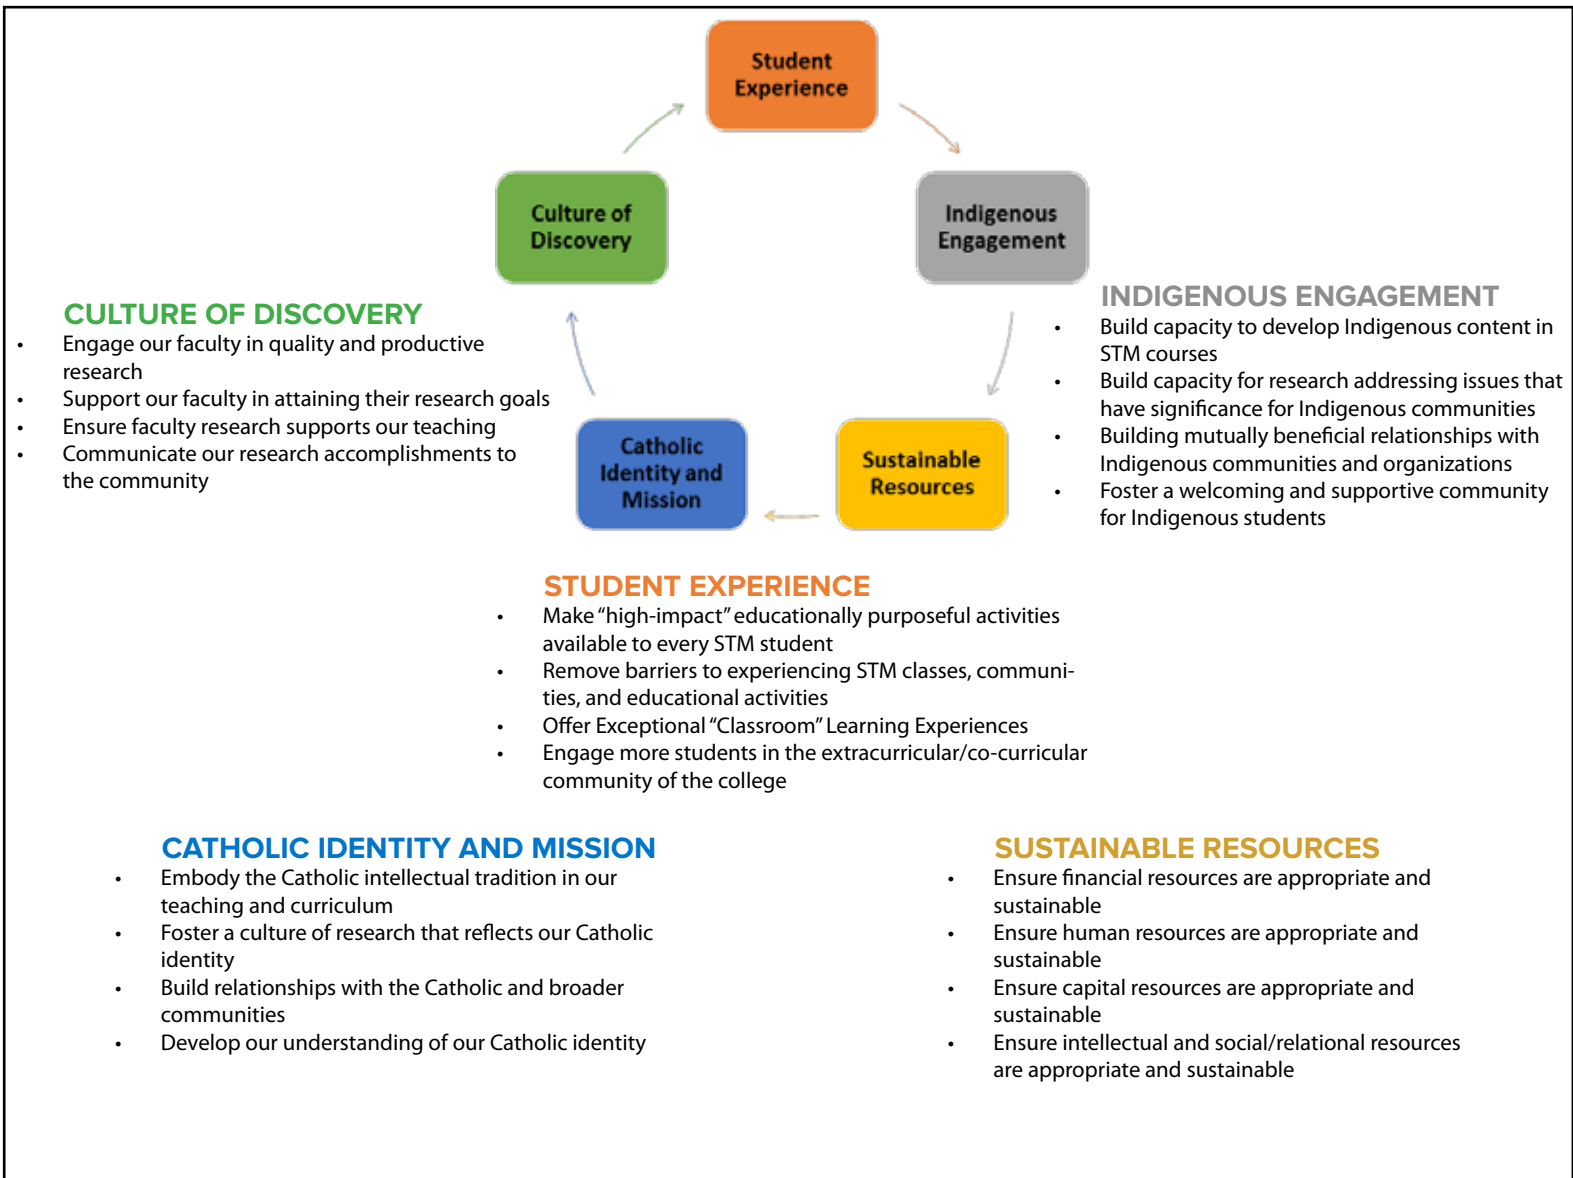 Student
Experience
Culture of
Discovery
Indigenous
Engagement
Catholic
Identity and
Mission
Sustainable
Resources
CULTURE OF DISCOVERY
• Engage our faculty in quality and productive
research
• Support our faculty in attaining their research goals
• Ensure faculty research supports our teaching
• Communicate our research accomplishments to
the community
INDIGENOUS ENGAGEMENT
• Build capacity to develop Indigenous content in
STM courses
• Build capacity for research addressing issues that
have significance for Indigenous communities
• Building mutually beneficial relationships with
Indigenous communities and organizations
• Foster a welcoming and supportive community
for Indigenous students
STUDENT EXPERIENCE
• Make “high-impact” educationally purposeful activities
available to every STM student
• Remove barriers to experiencing STM classes, communi-
ties, and educational activities
• Offer Exceptional “Classroom” Learning Experiences
• Engage more students in the extracurricular/co-curricular
community of the college
CATHOLIC IDENTITY AND MISSION
• Embody the Catholic intellectual tradition in our
teaching and curriculum
• Foster a culture of research that reflects our Catholic
identity
• Build relationships with the Catholic and broader
communities
• Develop our understanding of our Catholic identity
SUSTAINABLE RESOURCES
• Ensure financial resources are appropriate and
sustainable
• Ensure human resources are appropriate and
sustainable
• Ensure capital resources are appropriate and
sustainable
• Ensure intellectual and social/relational resources
are appropriate and sustainable